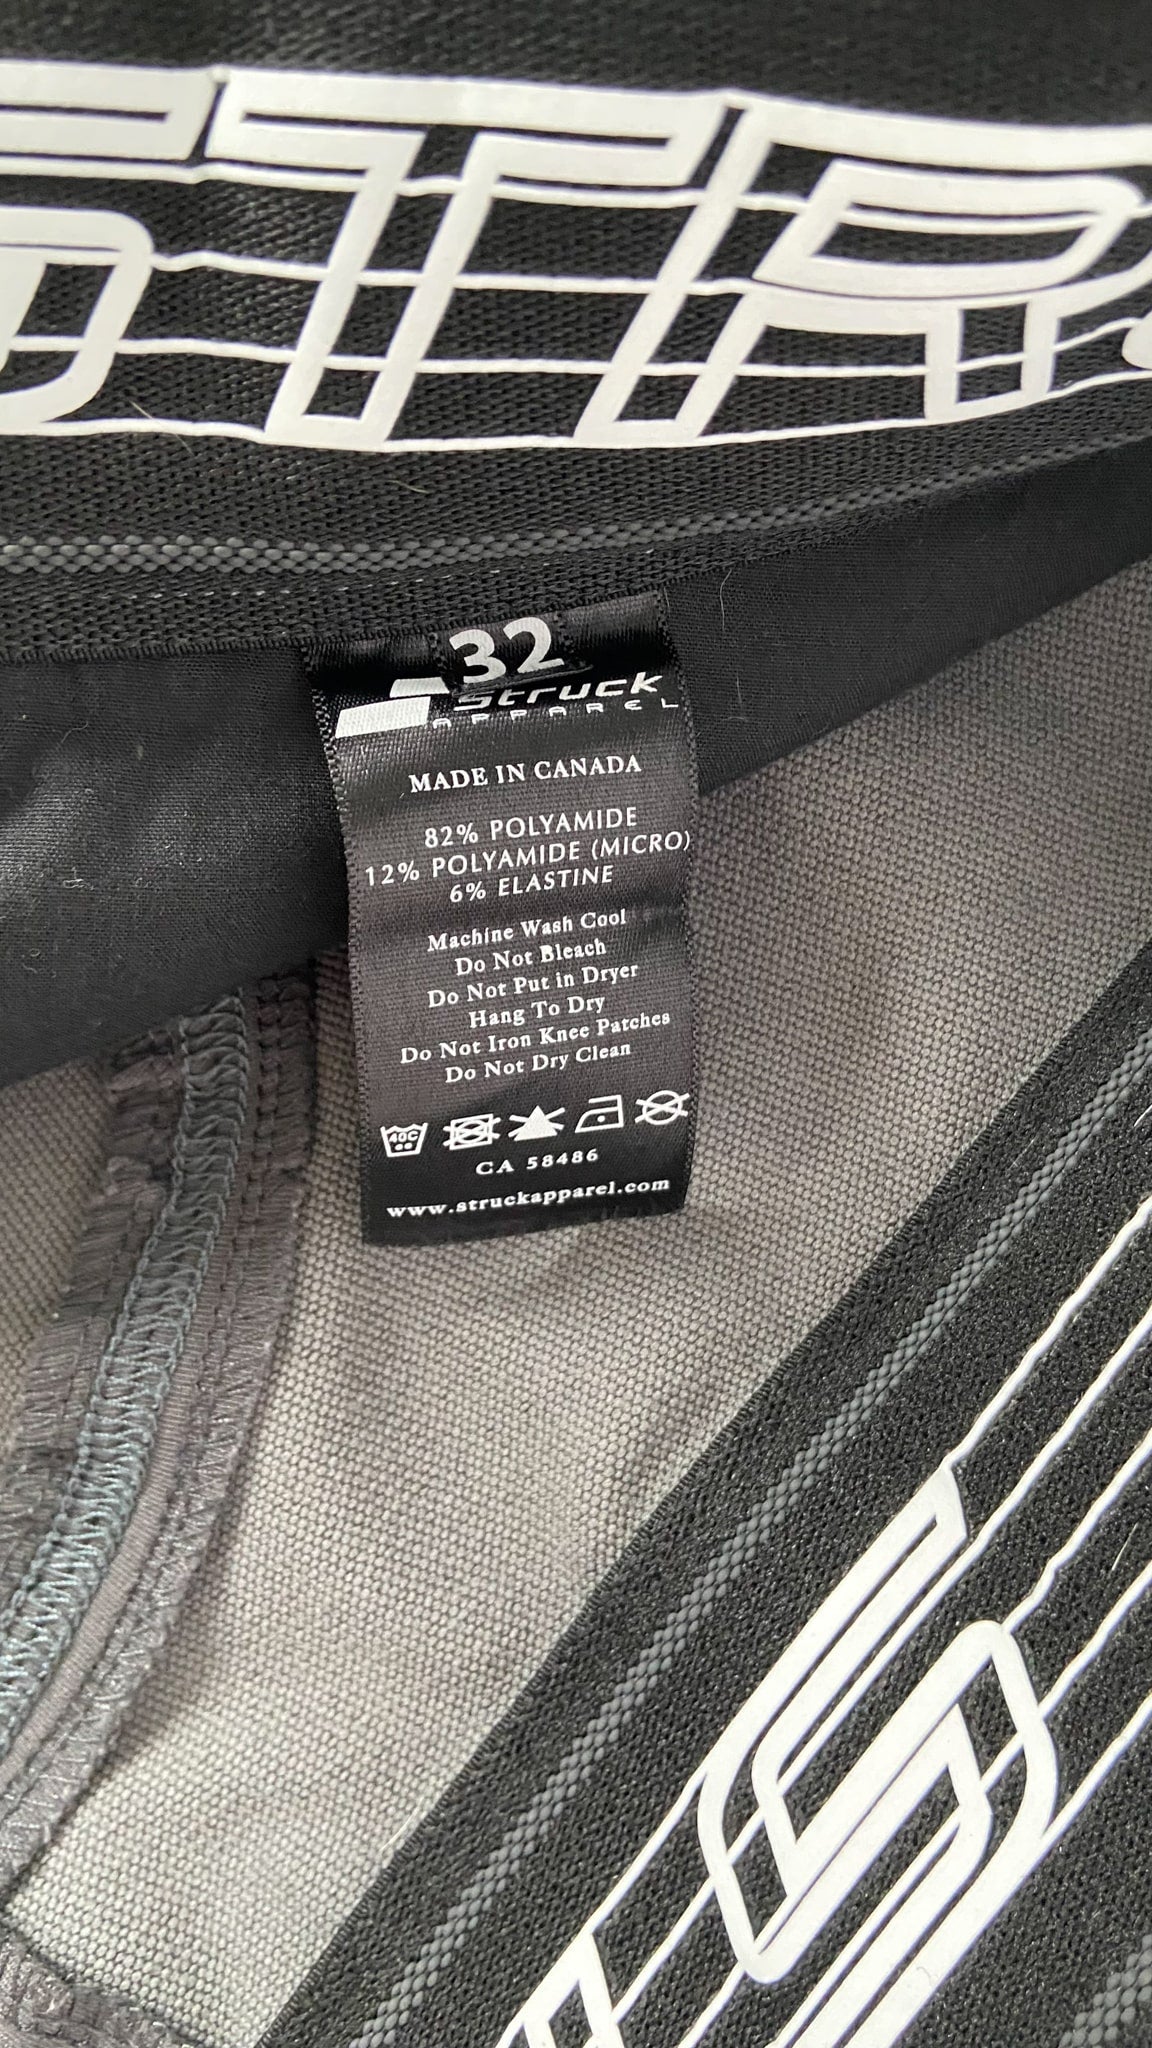 STR
32
Struck
APPAREL
MADE IN CANADA
82% POLYAMIDE
12% POLYAMIDE (MICRO)
6% ELASTINE
Machine Wash Cool
Do Not Bleach
Do Not Put in Dryer
Hang To Dry
Do Not Iron Knee Patches
Do Not Dry Clean
40C
CA 58486
www.struckapparel.com
S